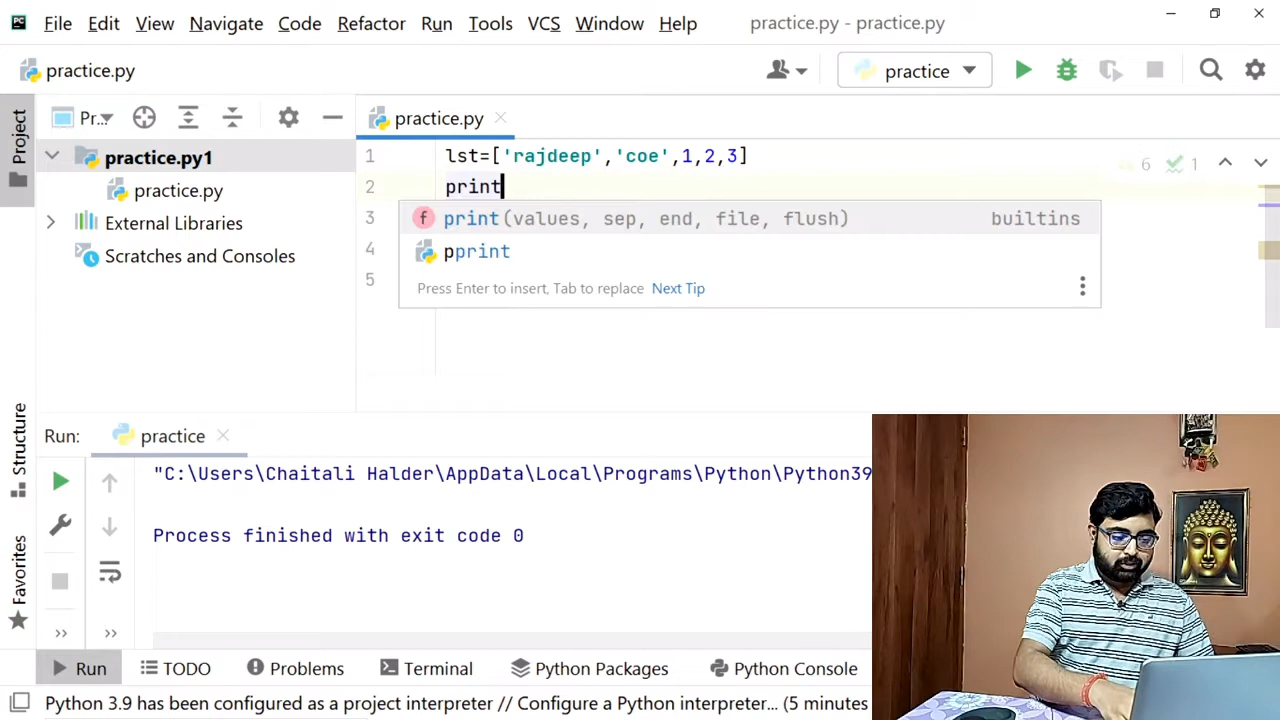 File Edit View Navigate Code Refactor Run Tools VCS Window Help practice.py - practice.py
practice.py practice
Pr... practice.py
Project
practice.py1
practice.py
External Libraries
Scratches and Consoles
1 lst=['rajdeep','coe',1,2,3]
6 1
2 print
3 print(values, sep, end, file, flush) builtins
4 pprint
5 Press Enter to insert, Tab to replace Next Tip
Structure
Favorites
Run: practice
"C:\Users\Chaitali Halder\AppData\Local\Programs\Python\Python39
Process finished with exit code 0
Run TODO Problems Terminal Python Packages Python Console
Python 3.9 has been configured as a project interpreter // Configure a Python interpreter... (5 minutes